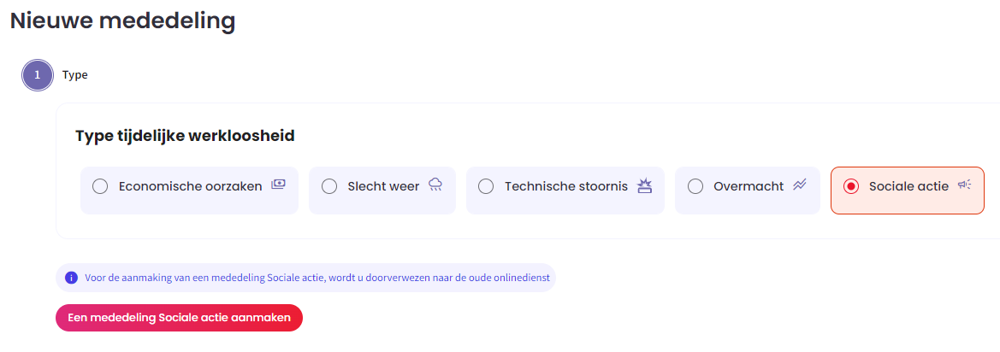 Nieuwe mededeling
1 Type
Type tijdelijke werkloosheid
Economische oorzaken Slecht weer Technische stoornis Overmacht Sociale actie
Voor de aanmaking van een mededeling Sociale actie, wordt u doorverwezen naar de oude onlinedienst
Een mededeling Sociale actie aanmaken